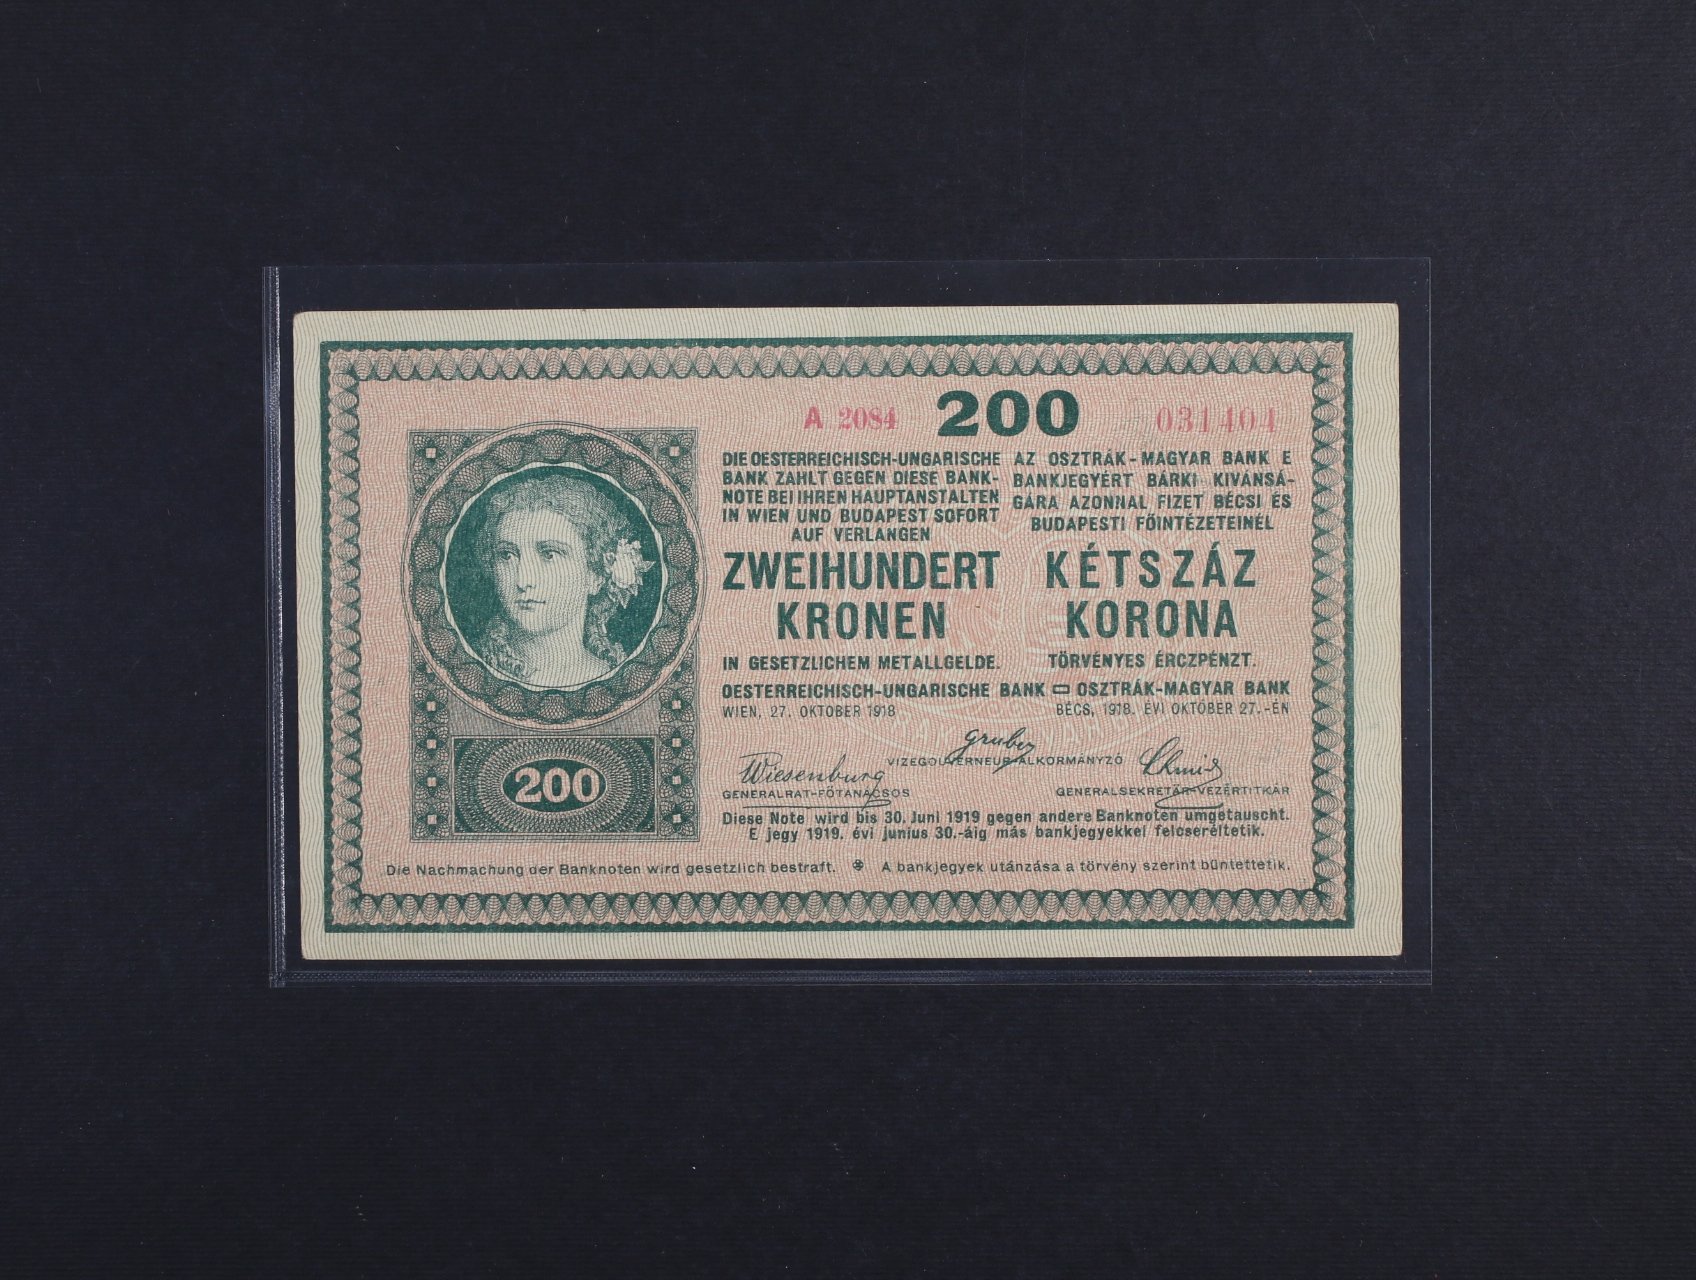 A 2084 200 031404
DIE OESTERREICHISCH-UNGARISCHE
BANK ZAHLT GEGEN DIESE BANK-
NOTE BEI IHREN HAUPTANSTALTEN
IN WIEN UND BUDAPEST SOFORT
AUF VERLANGEN
ZWEIHUNDERT
KRONEN
IN GESETZLICHEM METALLGELDE.
AZ OSZTRÁK-MAGYAR BANK E
BANKJEGYÉRT BÁRKI KIVÁNSÁ-
GÁRA AZONNAL FIZET BÉCSI ÉS
BUDAPESTI FŐINTÉZETEINÉL
KÉTSZÁZ
KORONA
TÖRVÉNYES ÉRCZPÉNZT.
OESTERREICHISCH-UNGARISCHE BANK OSZTRÁK-MAGYAR BANK
WIEN, 27. OKTOBER 1918
BÉCS, 1918. ÉVI OKTÓBER 27.-ÉN
Gruber
VIZEGOUVERNEUR-ALKORMÁNYZÓ
Wiesenburg
GENERALRAT-FŐTANÁCSOS
Schmid
GENERALSEKRETÄR-VEZÉRTITKÁR
200
Diese Note wird bis 30. Juni 1919 gegen andere Banknoten umgetauscht.
E jegy 1919. évi junius 30.-áig más bankjegyekkel felcseréltetik.
Die Nachmachung der Banknoten wird gesetzlich bestraft. A bankjegyek utánzása a törvény szerint büntettetik.